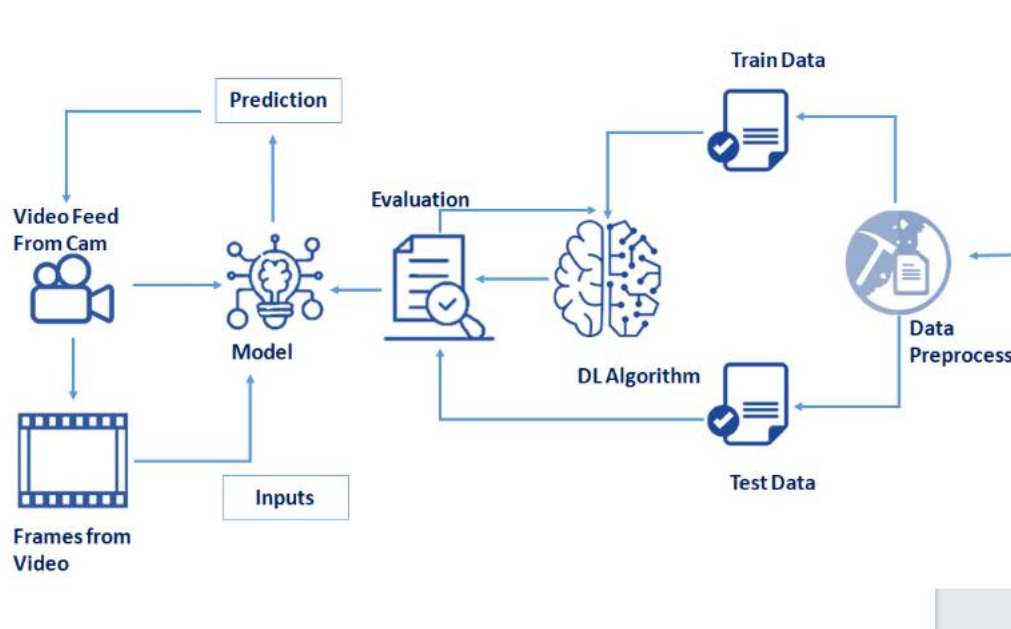 Train Data
Prediction
Evaluation
Video Feed
From Cam
Data
Preprocess
Model
DL Algorithm
Test Data
Inputs
Frames from
Video